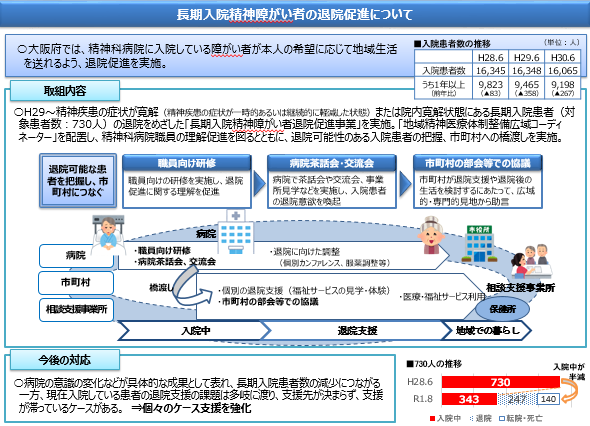 長期入院精神障がい者の退院促進について
○大阪府では、精神科病院に入院している障がい者が本人の希望に応じて地域生活
を送れるよう、退院促進を実施。
■入院患者数の推移 （単位：人）
H28.6 H29.6 H30.6
入院患者数 16,345 16,348 16,065
うち1年以上 9,823 9,465 9,198
(前年比) (▲83) (▲358) (▲267)
取組内容
○H29～精神疾患の症状が寛解（精神疾患の症状が一時的あるいは継続的に軽減した状態）または院内寛解状態にある長期入院患者（対
象患者数：730人）の退院をめざした「長期入院精神障がい者退院促進事業」を実施。「地域精神医療体制整備広域コーディ
ネーター」を配置し、精神科病院職員の理解促進を図るとともに、退院可能性のある入院患者の把握、市町村への橋渡しを実施。
退院可能な患
者を把握し、市
町村につなぐ
職員向け研修
職員向けの研修を実施し、退院
促進に関する理解を促進
病院茶話会・交流会
病院で茶話会や交流会、事業
所見学などを実施し、入院患者
の退院意欲を喚起
市町村の部会等での協議
市町村が退院支援や退院後の
生活を検討するにあたって、広域
的・専門的見地から助言
病院
市町村
相談支援事業所
病院
・職員向け研修
・病院茶話会、交流会
・退院に向けた調整
（個別カンファレンス、服薬調整等）
橋渡し
・個別の退院支援（福祉サービスの見学・体験）
・市町村の部会等での協議
・医療・福祉サービス利用
市役所
相談支援事業所
保健所
入院中
退院支援
地域での暮らし
今後の対応
○病院の意識の変化などが具体的な成果として表れ、長期入院患者数の減少につながる
一方、現在入院している患者の退院支援の課題は多岐に渡り、支援先が決まらず、支援
が滞っているケースがある。 ⇒個々のケース支援を強化
■730人の推移
入院中が
半減
H28.6 730
R1.8 343 247 140
入院中 退院 転院・死亡